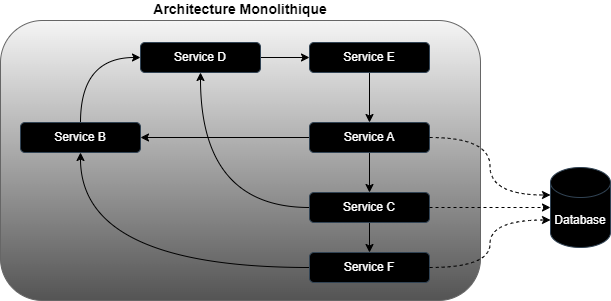 Architecture Monolithique
Service D
Service E
Service B
Service A
Service C
Database
Service F